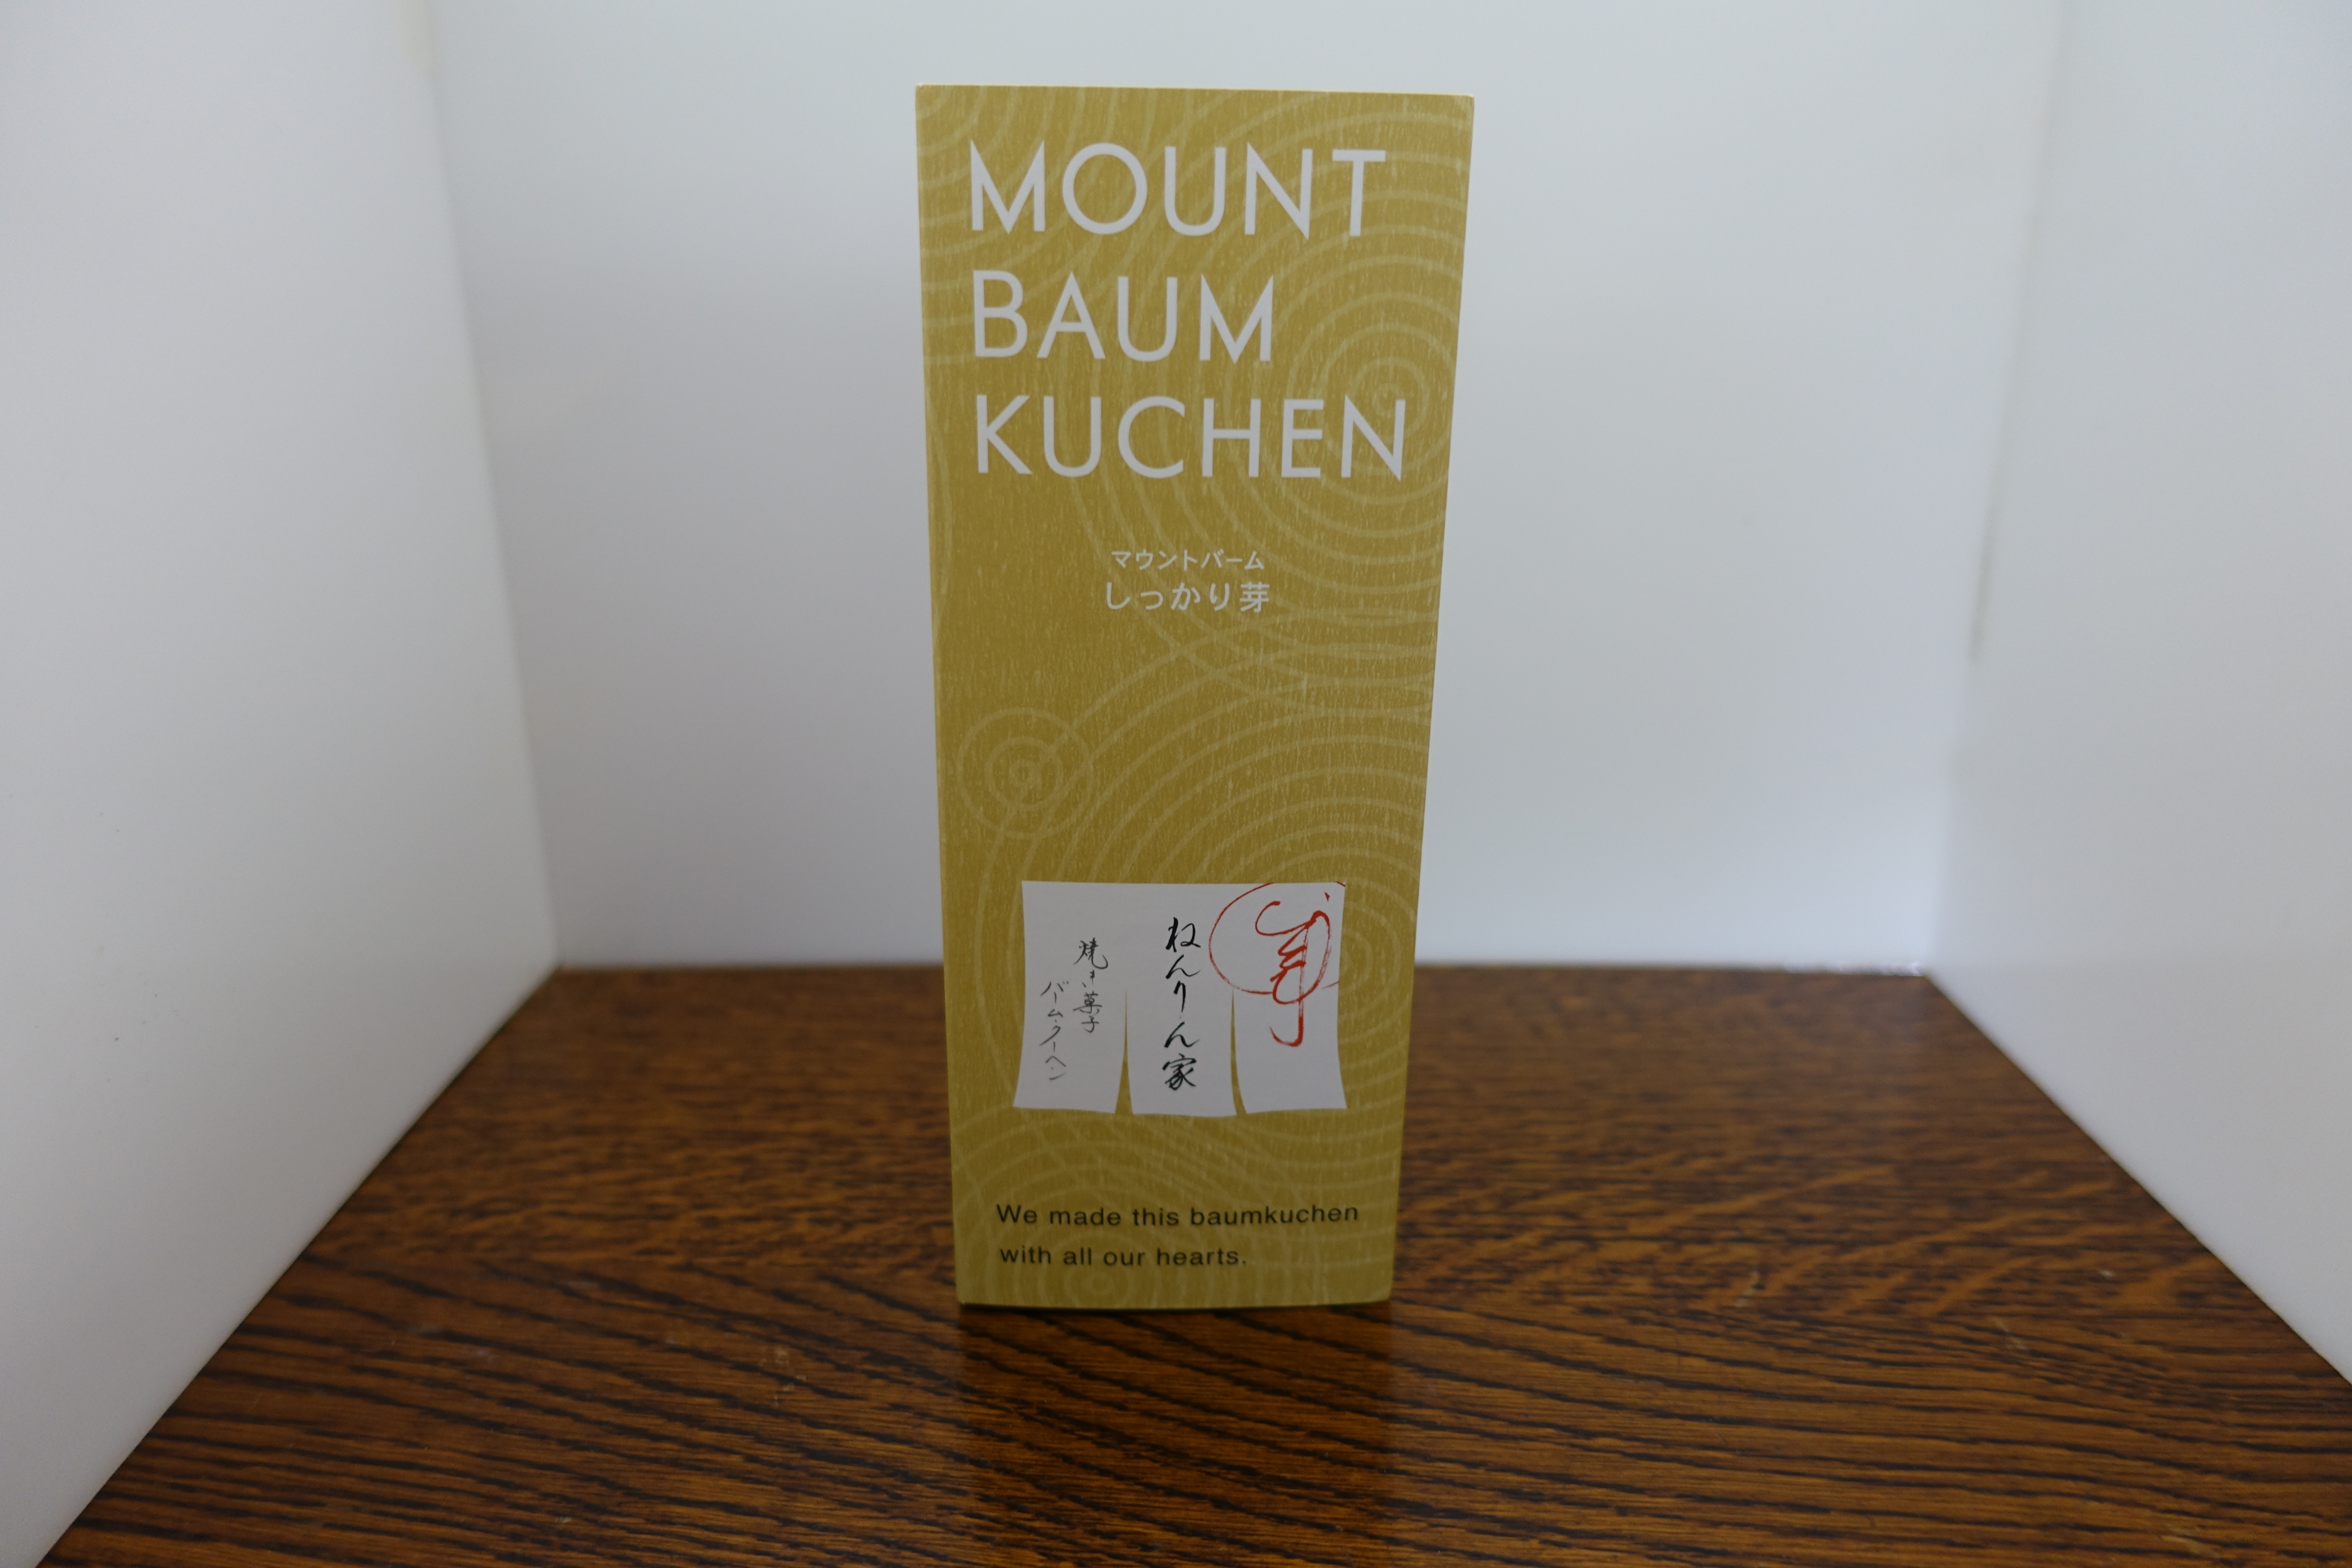 MOUNT
BAUM
KUCHEN
マウントバーム
しっかり芽
芽
ねんりん家
焼き菓子
バームクーヘン
We made this baumkuchen
with all our hearts.